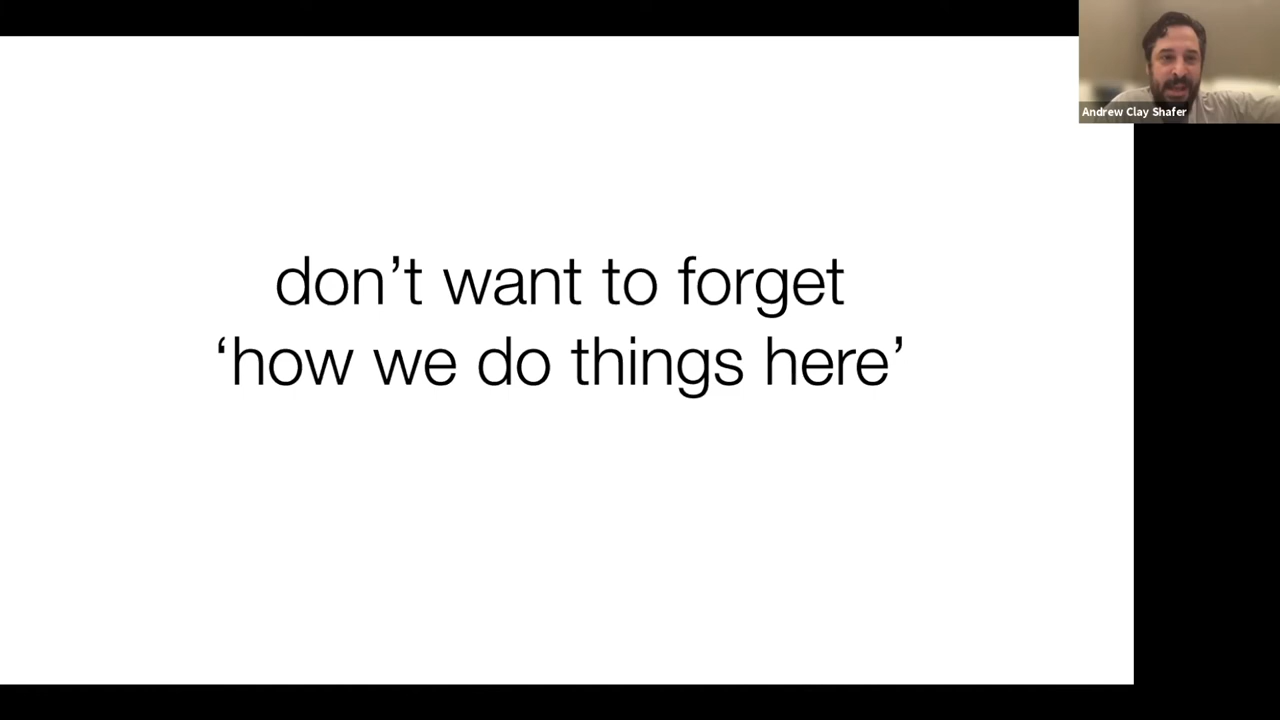 Andrew Clay Shafer
don’t want to forget
‘how we do things here’